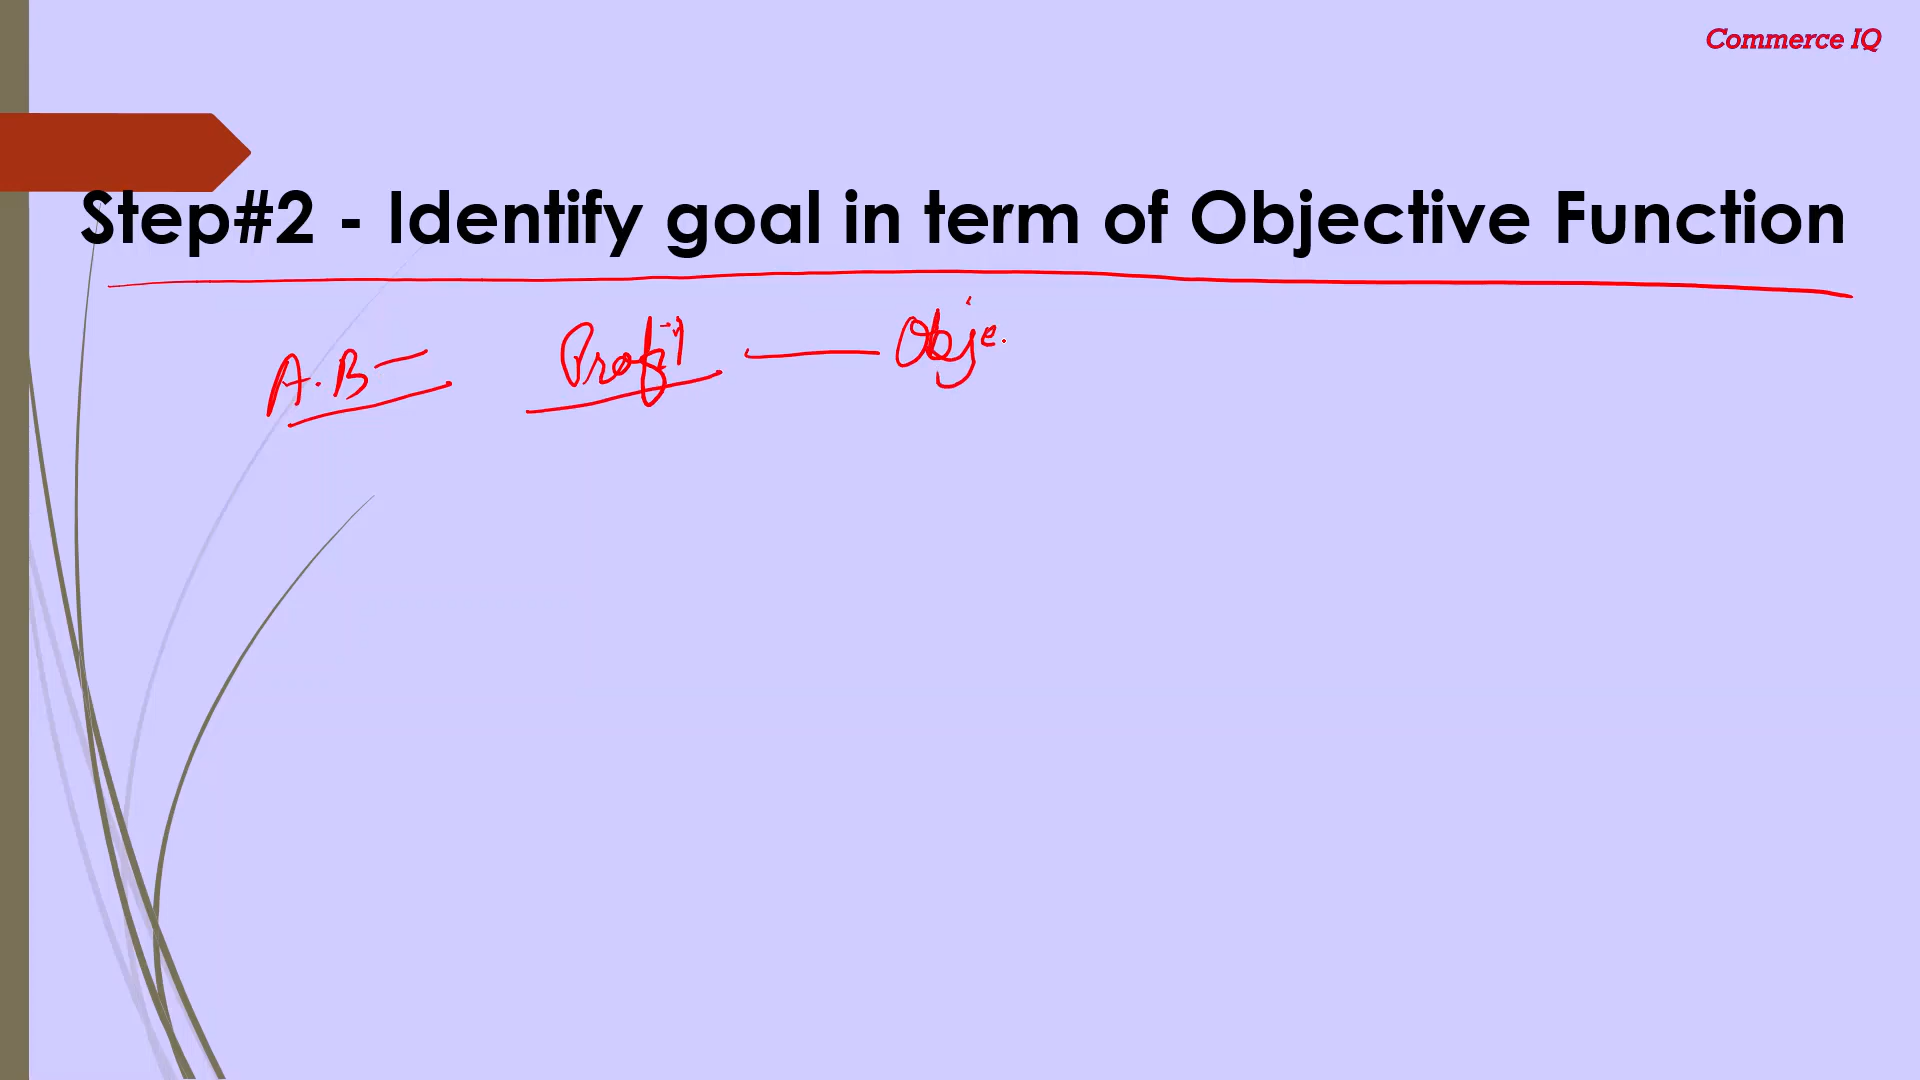 Commerce IQ
Step#2 - Identify goal in term of Objective Function
A.B Profit Obje.